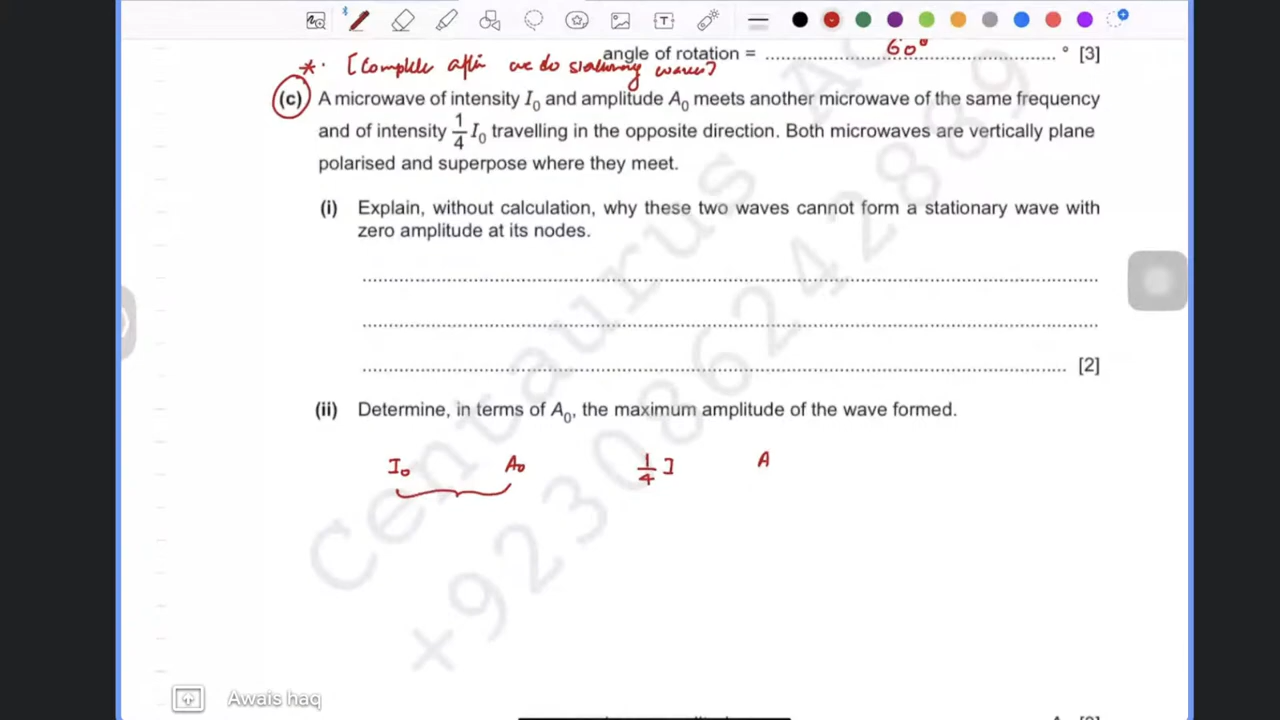 angle of rotation = ........ 60° ........ ° [3]
*. [Complete after we do stationary waves]
(c) A microwave of intensity I₀ and amplitude A₀ meets another microwave of the same frequency
and of intensity 1/4 I₀ travelling in the opposite direction. Both microwaves are vertically plane
polarised and superpose where they meet.
(i) Explain, without calculation, why these two waves cannot form a stationary wave with
zero amplitude at its nodes.
[2]
(ii) Determine, in terms of A₀, the maximum amplitude of the wave formed.
I₀ A₀ 1/4 I A
Centaurus
+923086242889
Awais haq